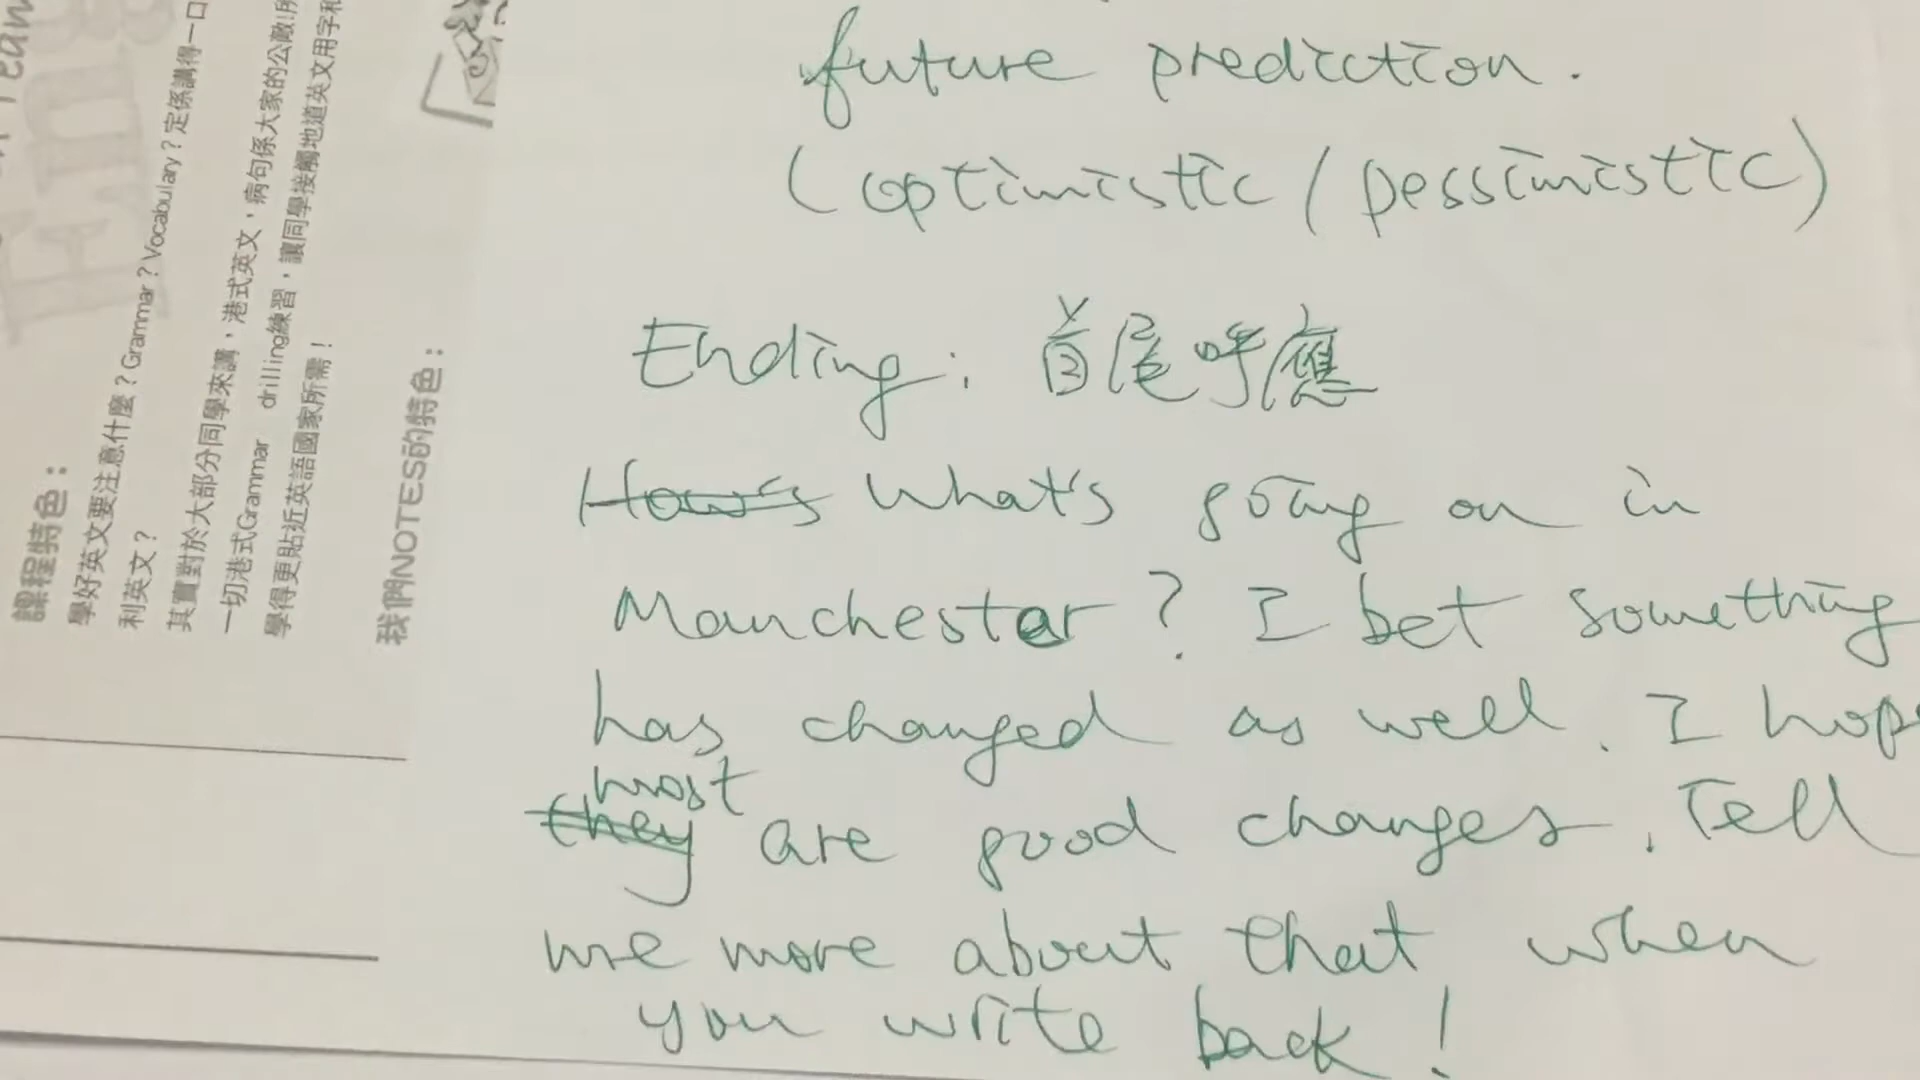 future prediction.
(optimistic / pessimistic)
Ending: 首尾呼應
How's What's going on in
Manchester? I bet something
has changed as well. I hope
most
they are good changes. Tell
me more about that when
you write back!
課程特色：
學好英文要注意什麼？Grammar？Vocabulary？定係講得一口
利英文？
其實對於大部分同學來講，港式英文，病句係大家的公敵!所
一切港式Grammar drilling練習，讓同學接觸地道英文用字和
學得更貼近英語國家所需！
我們NOTES的特色：